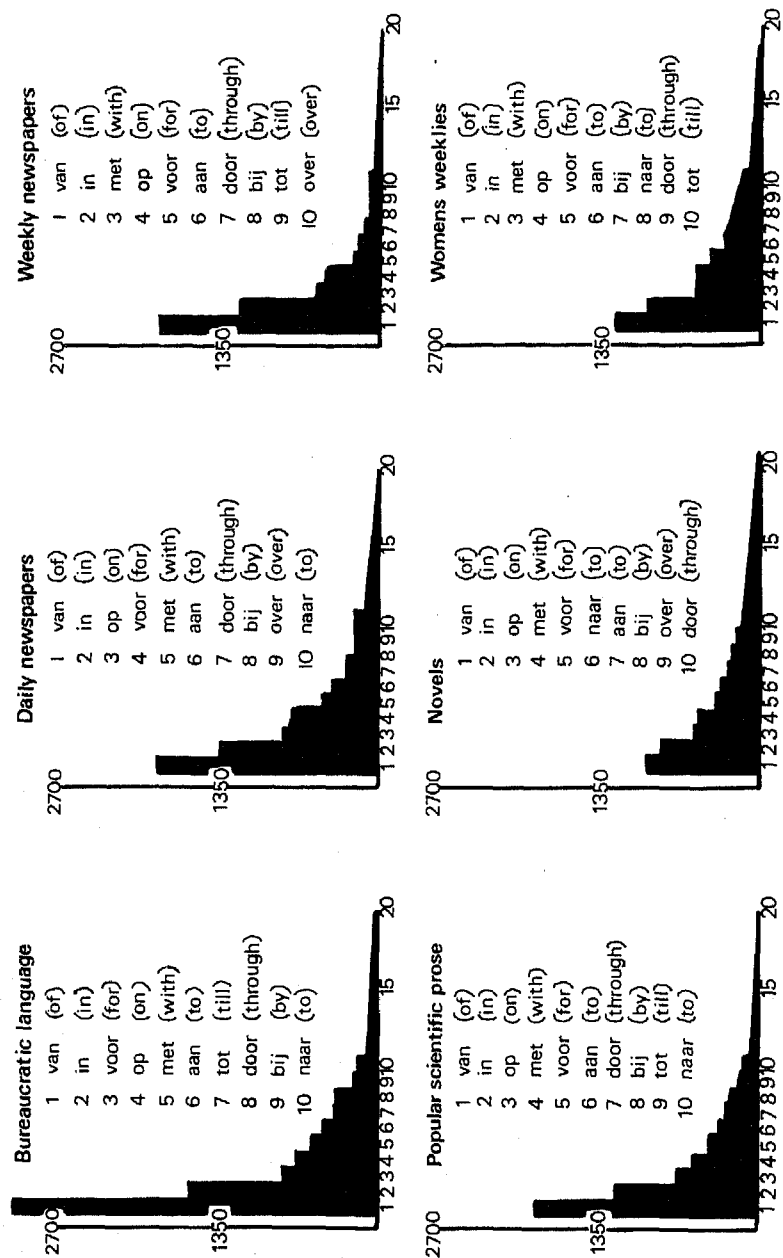 Bureaucratic language
2700
1350
1 van (of)
2 in (in)
3 voor (for)
4 op (on)
5 met (with)
6 aan (to)
7 tot (till)
8 door (through)
9 bij (by)
10 naar (to)
1 2 3 4 5 6 7 8 9 10 15 20
Daily newspapers
2700
1350
1 van (of)
2 in (in)
3 op (on)
4 voor (for)
5 met (with)
6 aan (to)
7 door (through)
8 bij (by)
9 over (over)
10 naar (to)
1 2 3 4 5 6 7 8 9 10 15 20
Weekly newspapers
2700
1350
1 van (of)
2 in (in)
3 met (with)
4 op (on)
5 voor (for)
6 aan (to)
7 door (through)
8 bij (by)
9 tot (till)
10 over (over)
1 2 3 4 5 6 7 8 9 10 15 20
Popular scientific prose
2700
1350
1 van (of)
2 in (in)
3 op (on)
4 met (with)
5 voor (for)
6 aan (to)
7 door (through)
8 bij (by)
9 tot (till)
10 naar (to)
1 2 3 4 5 6 7 8 9 10 15 20
Novels
2700
1350
1 van (of)
2 in (in)
3 op (on)
4 met (with)
5 voor (for)
6 naar (to)
7 aan (to)
8 bij (by)
9 over (over)
10 door (through)
1 2 3 4 5 6 7 8 9 10 15 20
Womens weeklies
2700
1350
1 van (of)
2 in (in)
3 met (with)
4 op (on)
5 voor (for)
6 aan (to)
7 bij (by)
8 naar (to)
9 door (through)
10 tot (till)
1 2 3 4 5 6 7 8 9 10 15 20